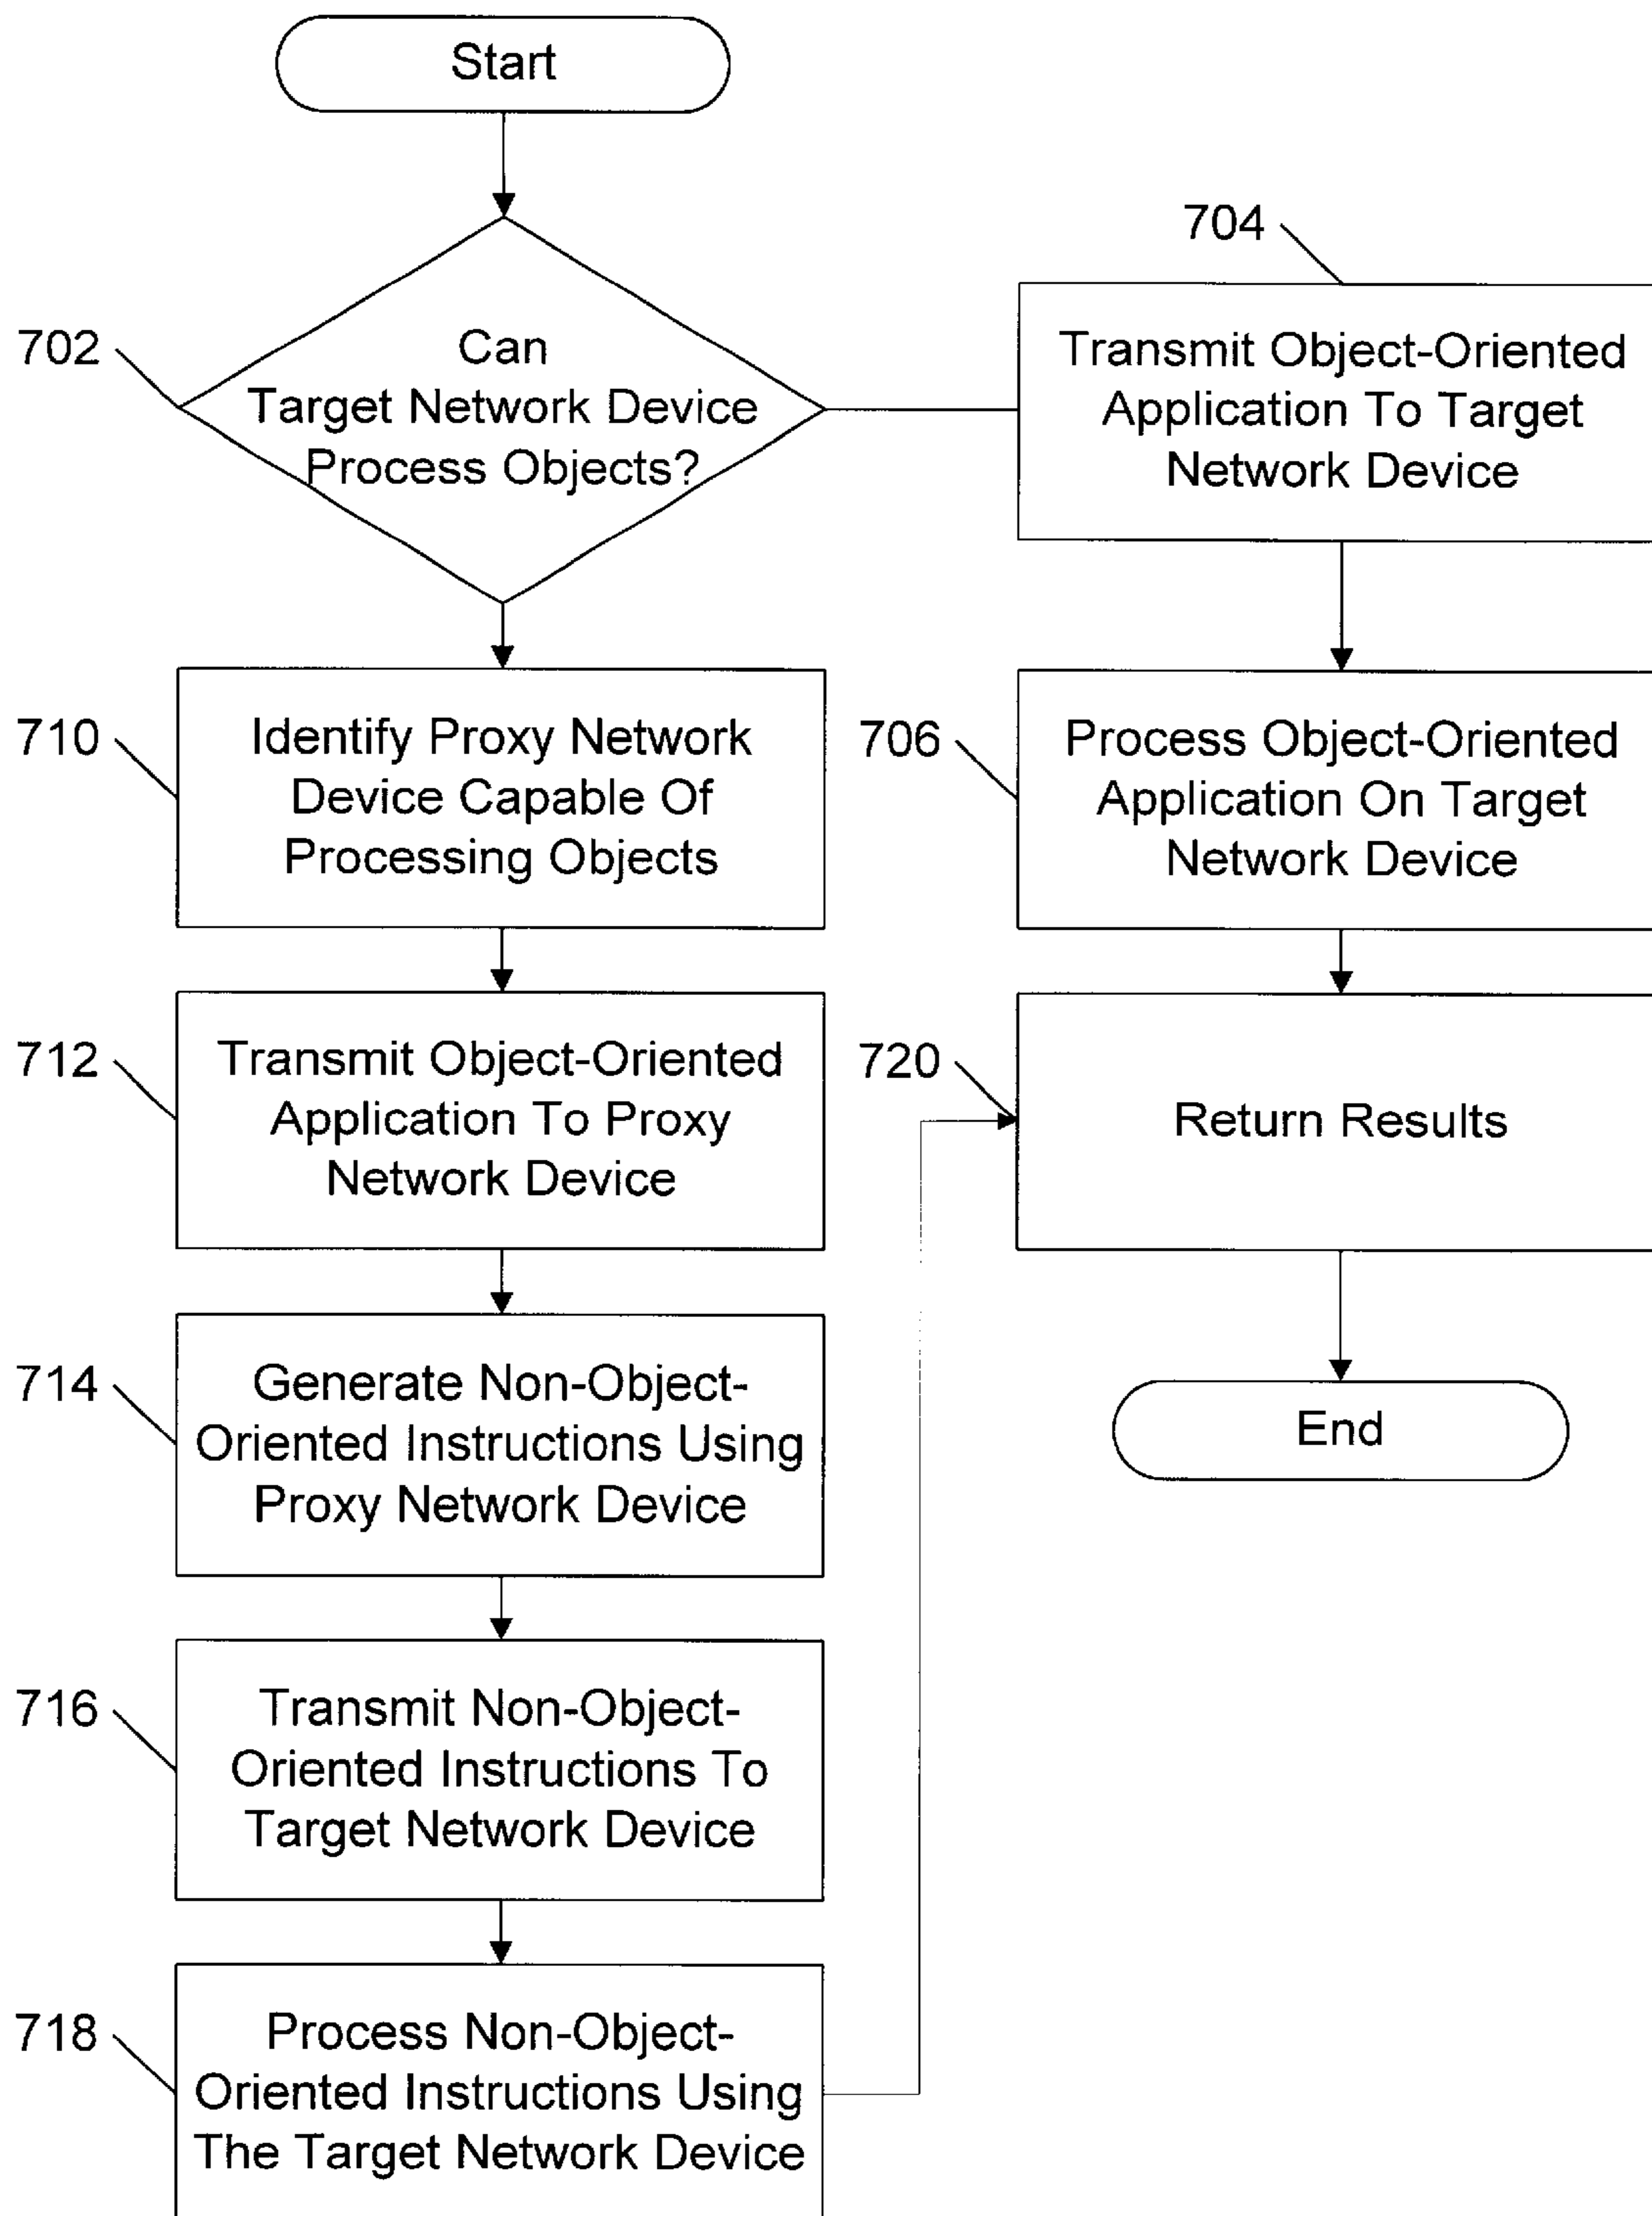 Start
702
Can
Target Network Device
Process Objects?
704
Transmit Object-Oriented
Application To Target
Network Device
710
Identify Proxy Network
Device Capable Of
Processing Objects
706
Process Object-Oriented
Application On Target
Network Device
712
Transmit Object-Oriented
Application To Proxy
Network Device
720
Return Results
714
Generate Non-Object-
Oriented Instructions Using
Proxy Network Device
End
716
Transmit Non-Object-
Oriented Instructions To
Target Network Device
718
Process Non-Object-
Oriented Instructions Using
The Target Network Device